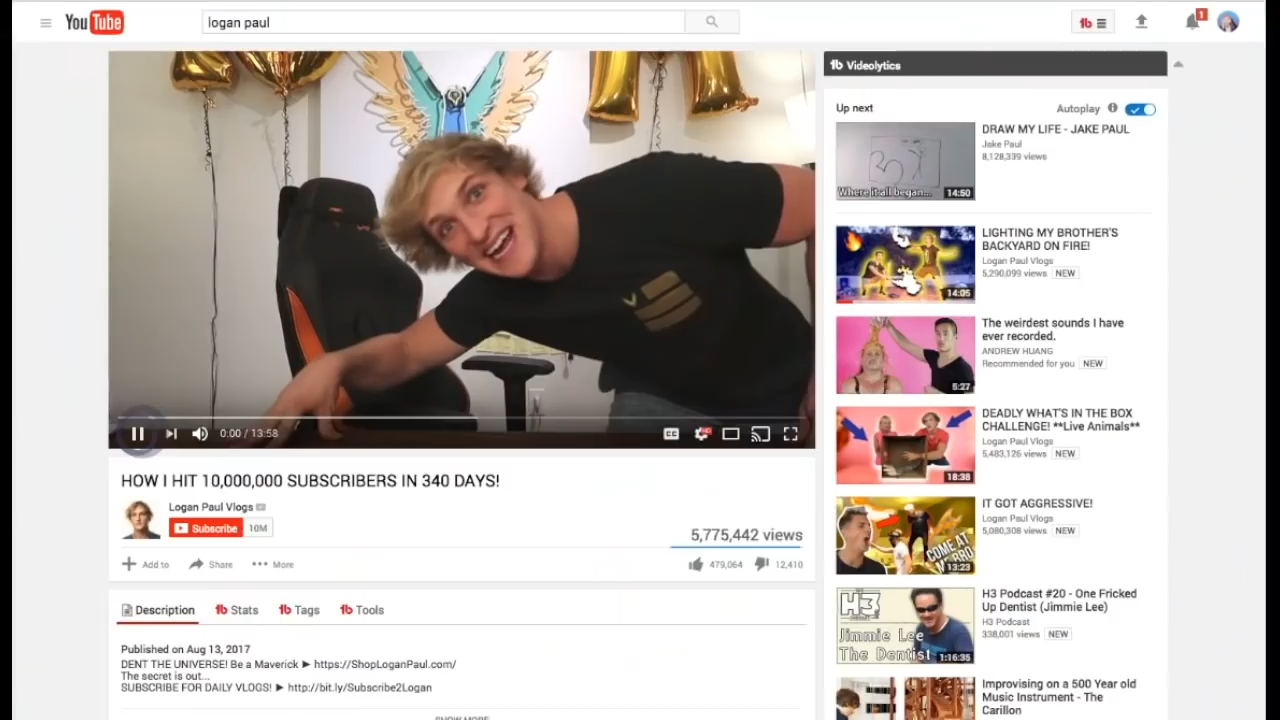 YouTube
logan paul
1
0:00 / 13:58
CC
HOW I HIT 10,000,000 SUBSCRIBERS IN 340 DAYS!
Logan Paul Vlogs
Subscribe 10M
5,775,442 views
Add to Share More
479,064 12,410
Description Stats Tags Tools
Published on Aug 13, 2017
DENT THE UNIVERSE! Be a Maverick ► https://ShopLoganPaul.com/
The secret is out...
SUBSCRIBE FOR DAILY VLOGS! ► http://bit.ly/Subscribe2Logan
SHOW MORE
Videolytics
Up next Autoplay
Where it all began...
14:50
DRAW MY LIFE - JAKE PAUL
Jake Paul
8,128,339 views
14:05
LIGHTING MY BROTHER'S
BACKYARD ON FIRE!
Logan Paul Vlogs
5,290,099 views NEW
5:27
The weirdest sounds I have
ever recorded.
ANDREW HUANG
Recommended for you NEW
18:38
DEADLY WHAT'S IN THE BOX
CHALLENGE! **Live Animals**
Logan Paul Vlogs
5,483,126 views NEW
COME AT
13:23
IT GOT AGGRESSIVE!
Logan Paul Vlogs
5,080,308 views NEW
H3
Jimmie Lee
The Dentist
1:16:35
H3 Podcast #20 - One Fricked
Up Dentist (Jimmie Lee)
H3 Podcast
338,001 views NEW
Improvising on a 500 Year old
Music Instrument - The
Carillon